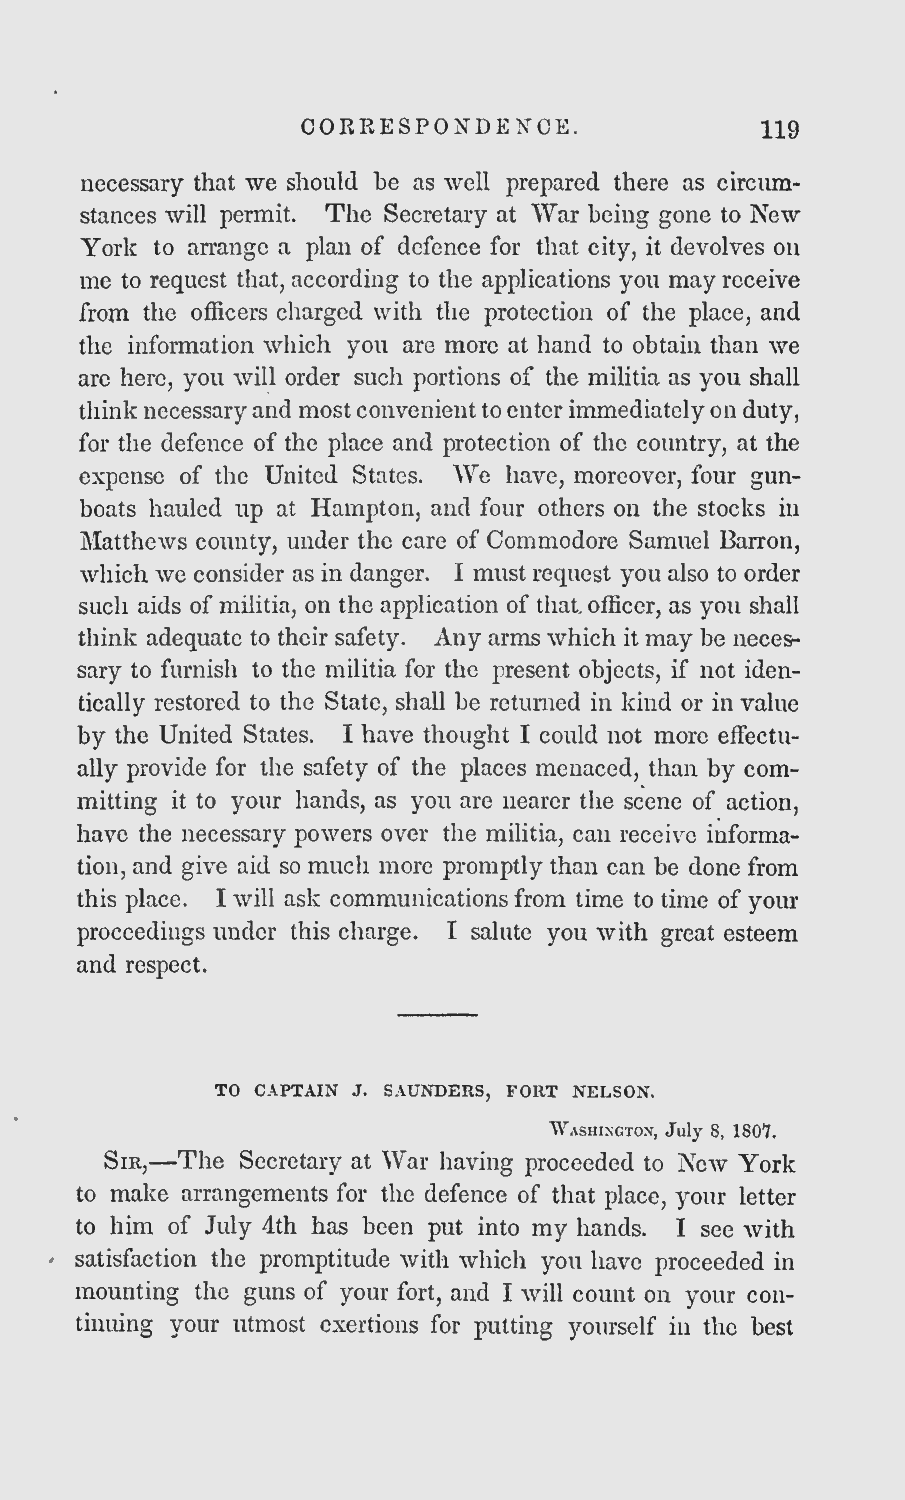 CORRESPONDENCE. 119
necessary that we should be as well prepared there as circum-
stances will permit. The Secretary at War being gone to New
York to arrange a plan of defence for that city, it devolves on
me to request that, according to the applications you may receive
from the officers charged with the protection of the place, and
the information which you are more at hand to obtain than we
are here, you will order such portions of the militia as you shall
think necessary and most convenient to enter immediately on duty,
for the defence of the place and protection of the country, at the
expense of the United States. We have, moreover, four gun-
boats hauled up at Hampton, and four others on the stocks in
Matthews county, under the care of Commodore Samuel Barron,
which we consider as in danger. I must request you also to order
such aids of militia, on the application of that officer, as you shall
think adequate to their safety. Any arms which it may be neces-
sary to furnish to the militia for the present objects, if not iden-
tically restored to the State, shall be returned in kind or in value
by the United States. I have thought I could not more effectu-
ally provide for the safety of the places menaced, than by com-
mitting it to your hands, as you are nearer the scene of action,
have the necessary powers over the militia, can receive informa-
tion, and give aid so much more promptly than can be done from
this place. I will ask communications from time to time of your
proceedings under this charge. I salute you with great esteem
and respect.
TO CAPTAIN J. SAUNDERS, FORT NELSON.
WASHINGTON, July 8, 1807.
SIR,—The Secretary at War having proceeded to New York
to make arrangements for the defence of that place, your letter
to him of July 4th has been put into my hands. I see with
satisfaction the promptitude with which you have proceeded in
mounting the guns of your fort, and I will count on your con-
tinuing your utmost exertions for putting yourself in the best